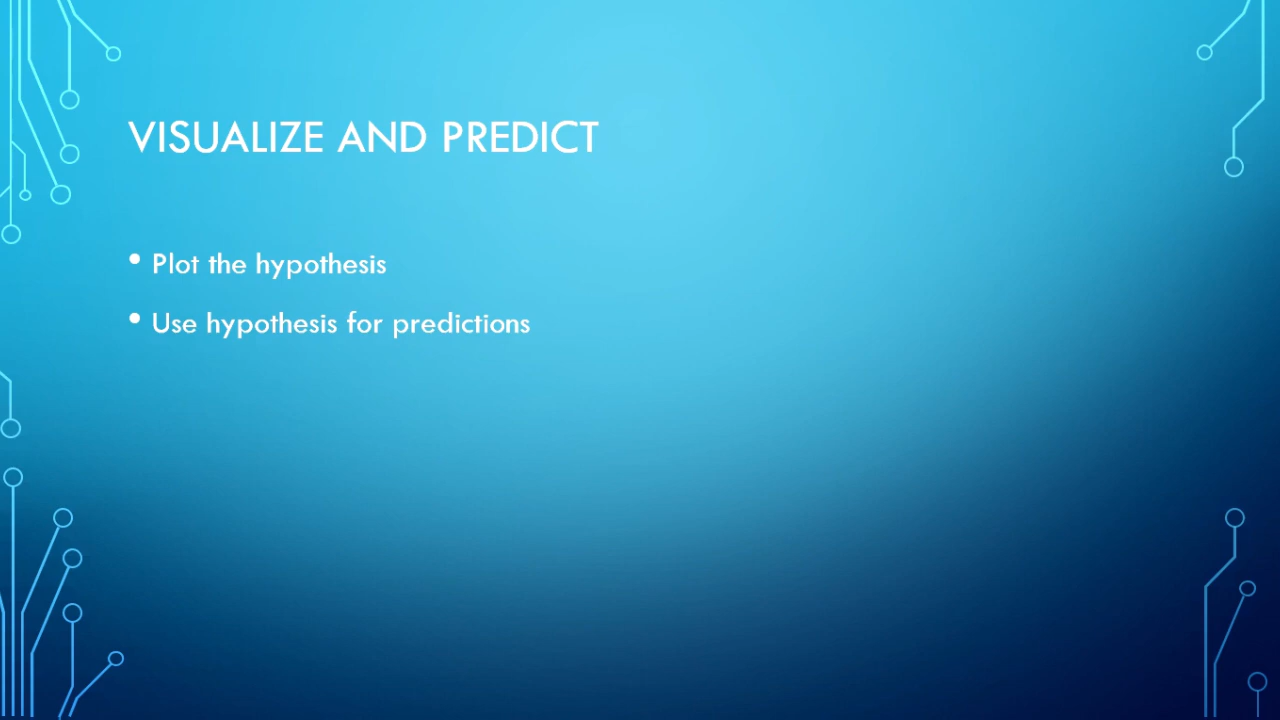 VISUALIZE AND PREDICT
• Plot the hypothesis
• Use hypothesis for predictions